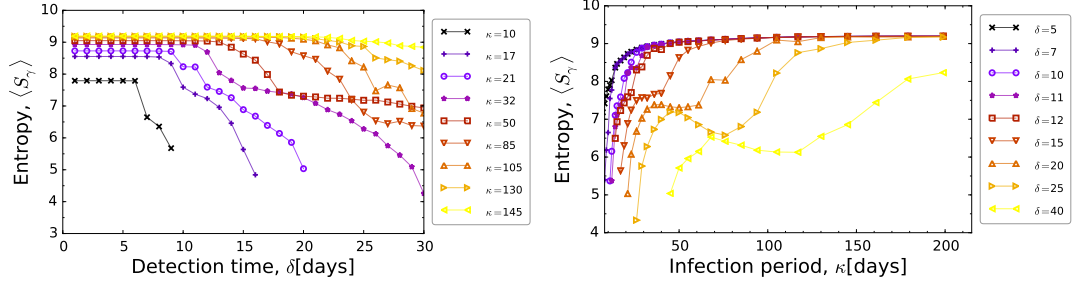 Entropy, ⟨Sγ⟩
10
9
8
7
6
5
4
3
0
5
10
15
20
25
30
Detection time, δ[days]
κ=10
κ=17
κ=21
κ=32
κ=50
κ=85
κ=105
κ=130
κ=145
Entropy, ⟨Sγ⟩
10
9
8
7
6
5
4
50
100
150
200
Infection period, κ[days]
δ=5
δ=7
δ=10
δ=11
δ=12
δ=15
δ=20
δ=25
δ=40